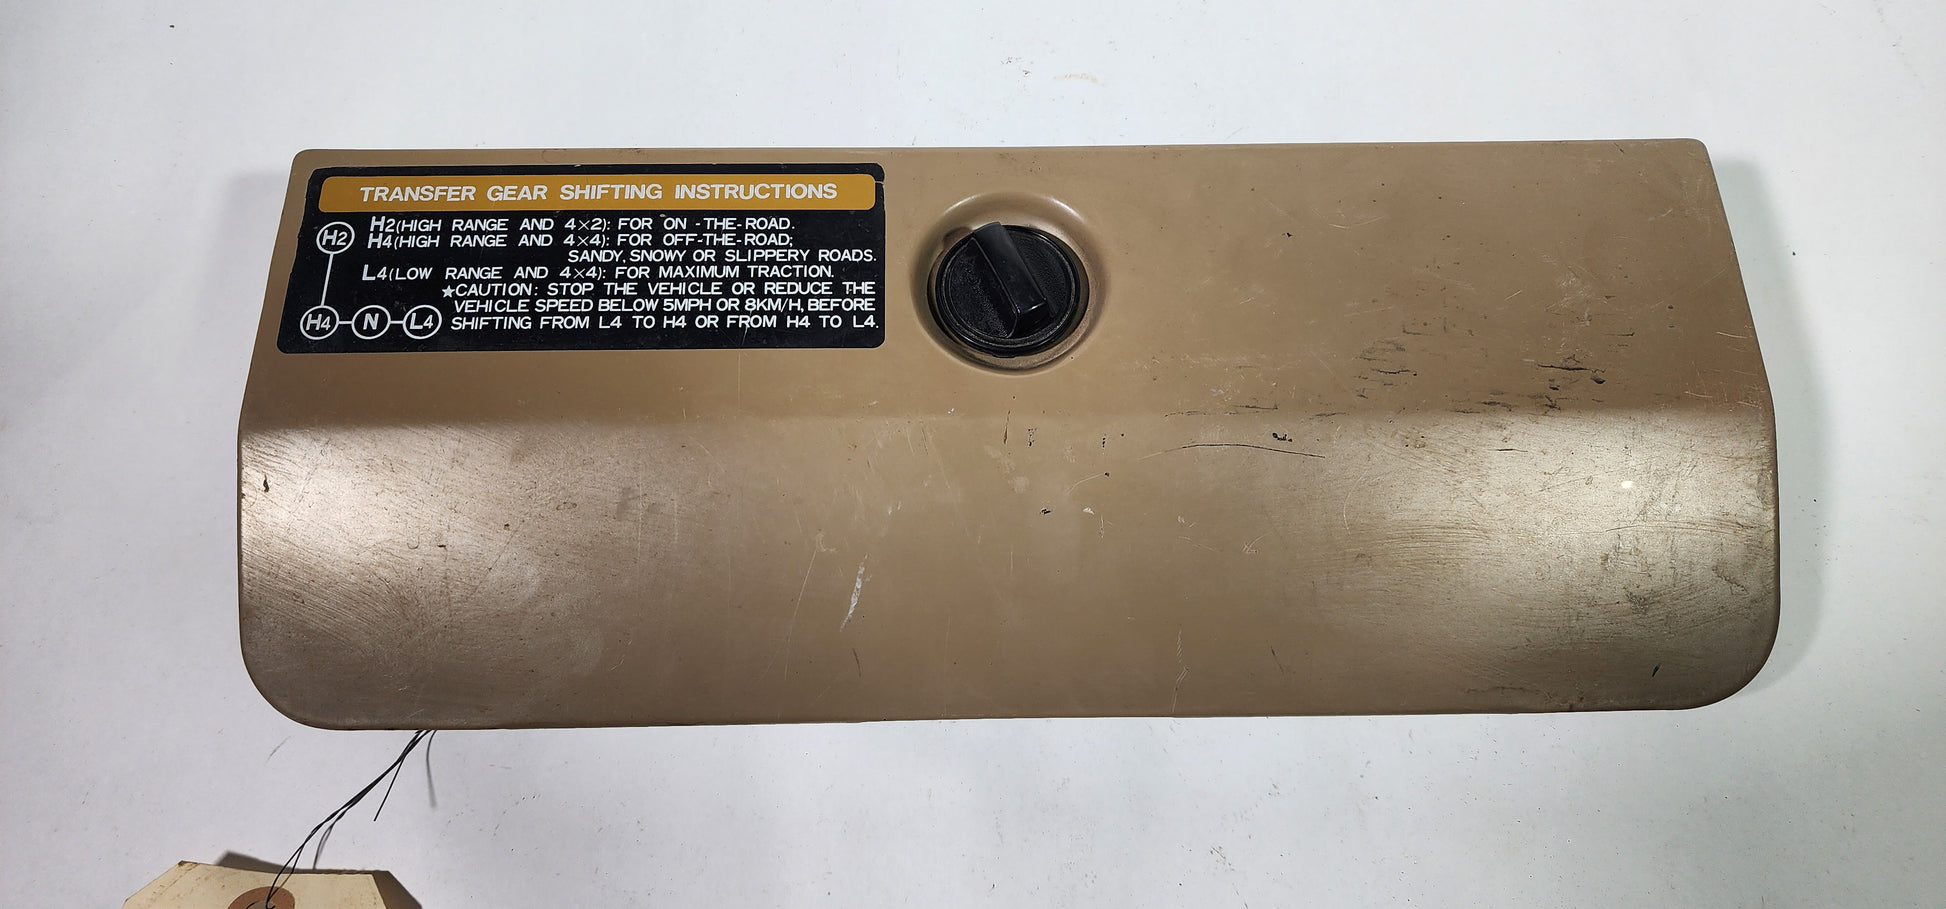 TRANSFER GEAR SHIFTING INSTRUCTIONS
H2 H2(HIGH RANGE AND 4×2): FOR ON-THE-ROAD.
H4(HIGH RANGE AND 4×4): FOR OFF-THE-ROAD;
SANDY, SNOWY OR SLIPPERY ROADS.
L4(LOW RANGE AND 4×4): FOR MAXIMUM TRACTION.
★CAUTION: STOP THE VEHICLE OR REDUCE THE
VEHICLE SPEED BELOW 5MPH OR 8KM/H, BEFORE
H4 N L4 SHIFTING FROM L4 TO H4 OR FROM H4 TO L4.